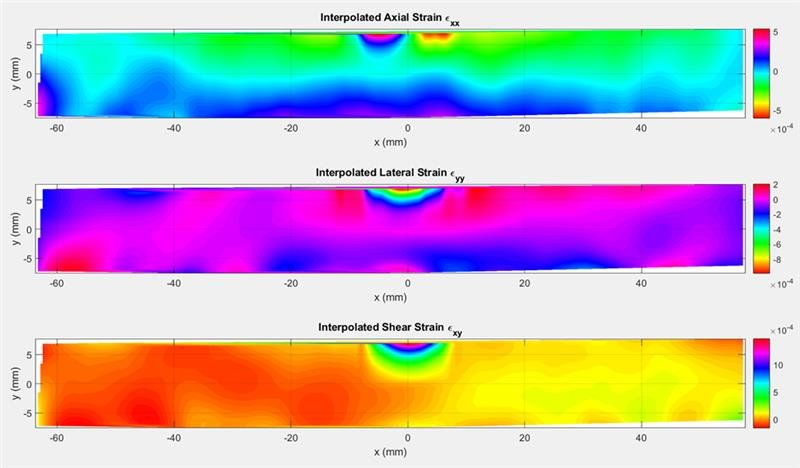 Interpolated Axial Strain ϵxx
5
0
-5
y (mm)
-60 -40 -20 0 20 40
x (mm)
5
0
-5
×10-4
Interpolated Lateral Strain ϵyy
5
0
-5
y (mm)
-60 -40 -20 0 20 40
x (mm)
2
0
-2
-4
-6
-8
×10-4
Interpolated Shear Strain ϵxy
×10-4
5
0
-5
y (mm)
-60 -40 -20 0 20 40
x (mm)
10
5
0